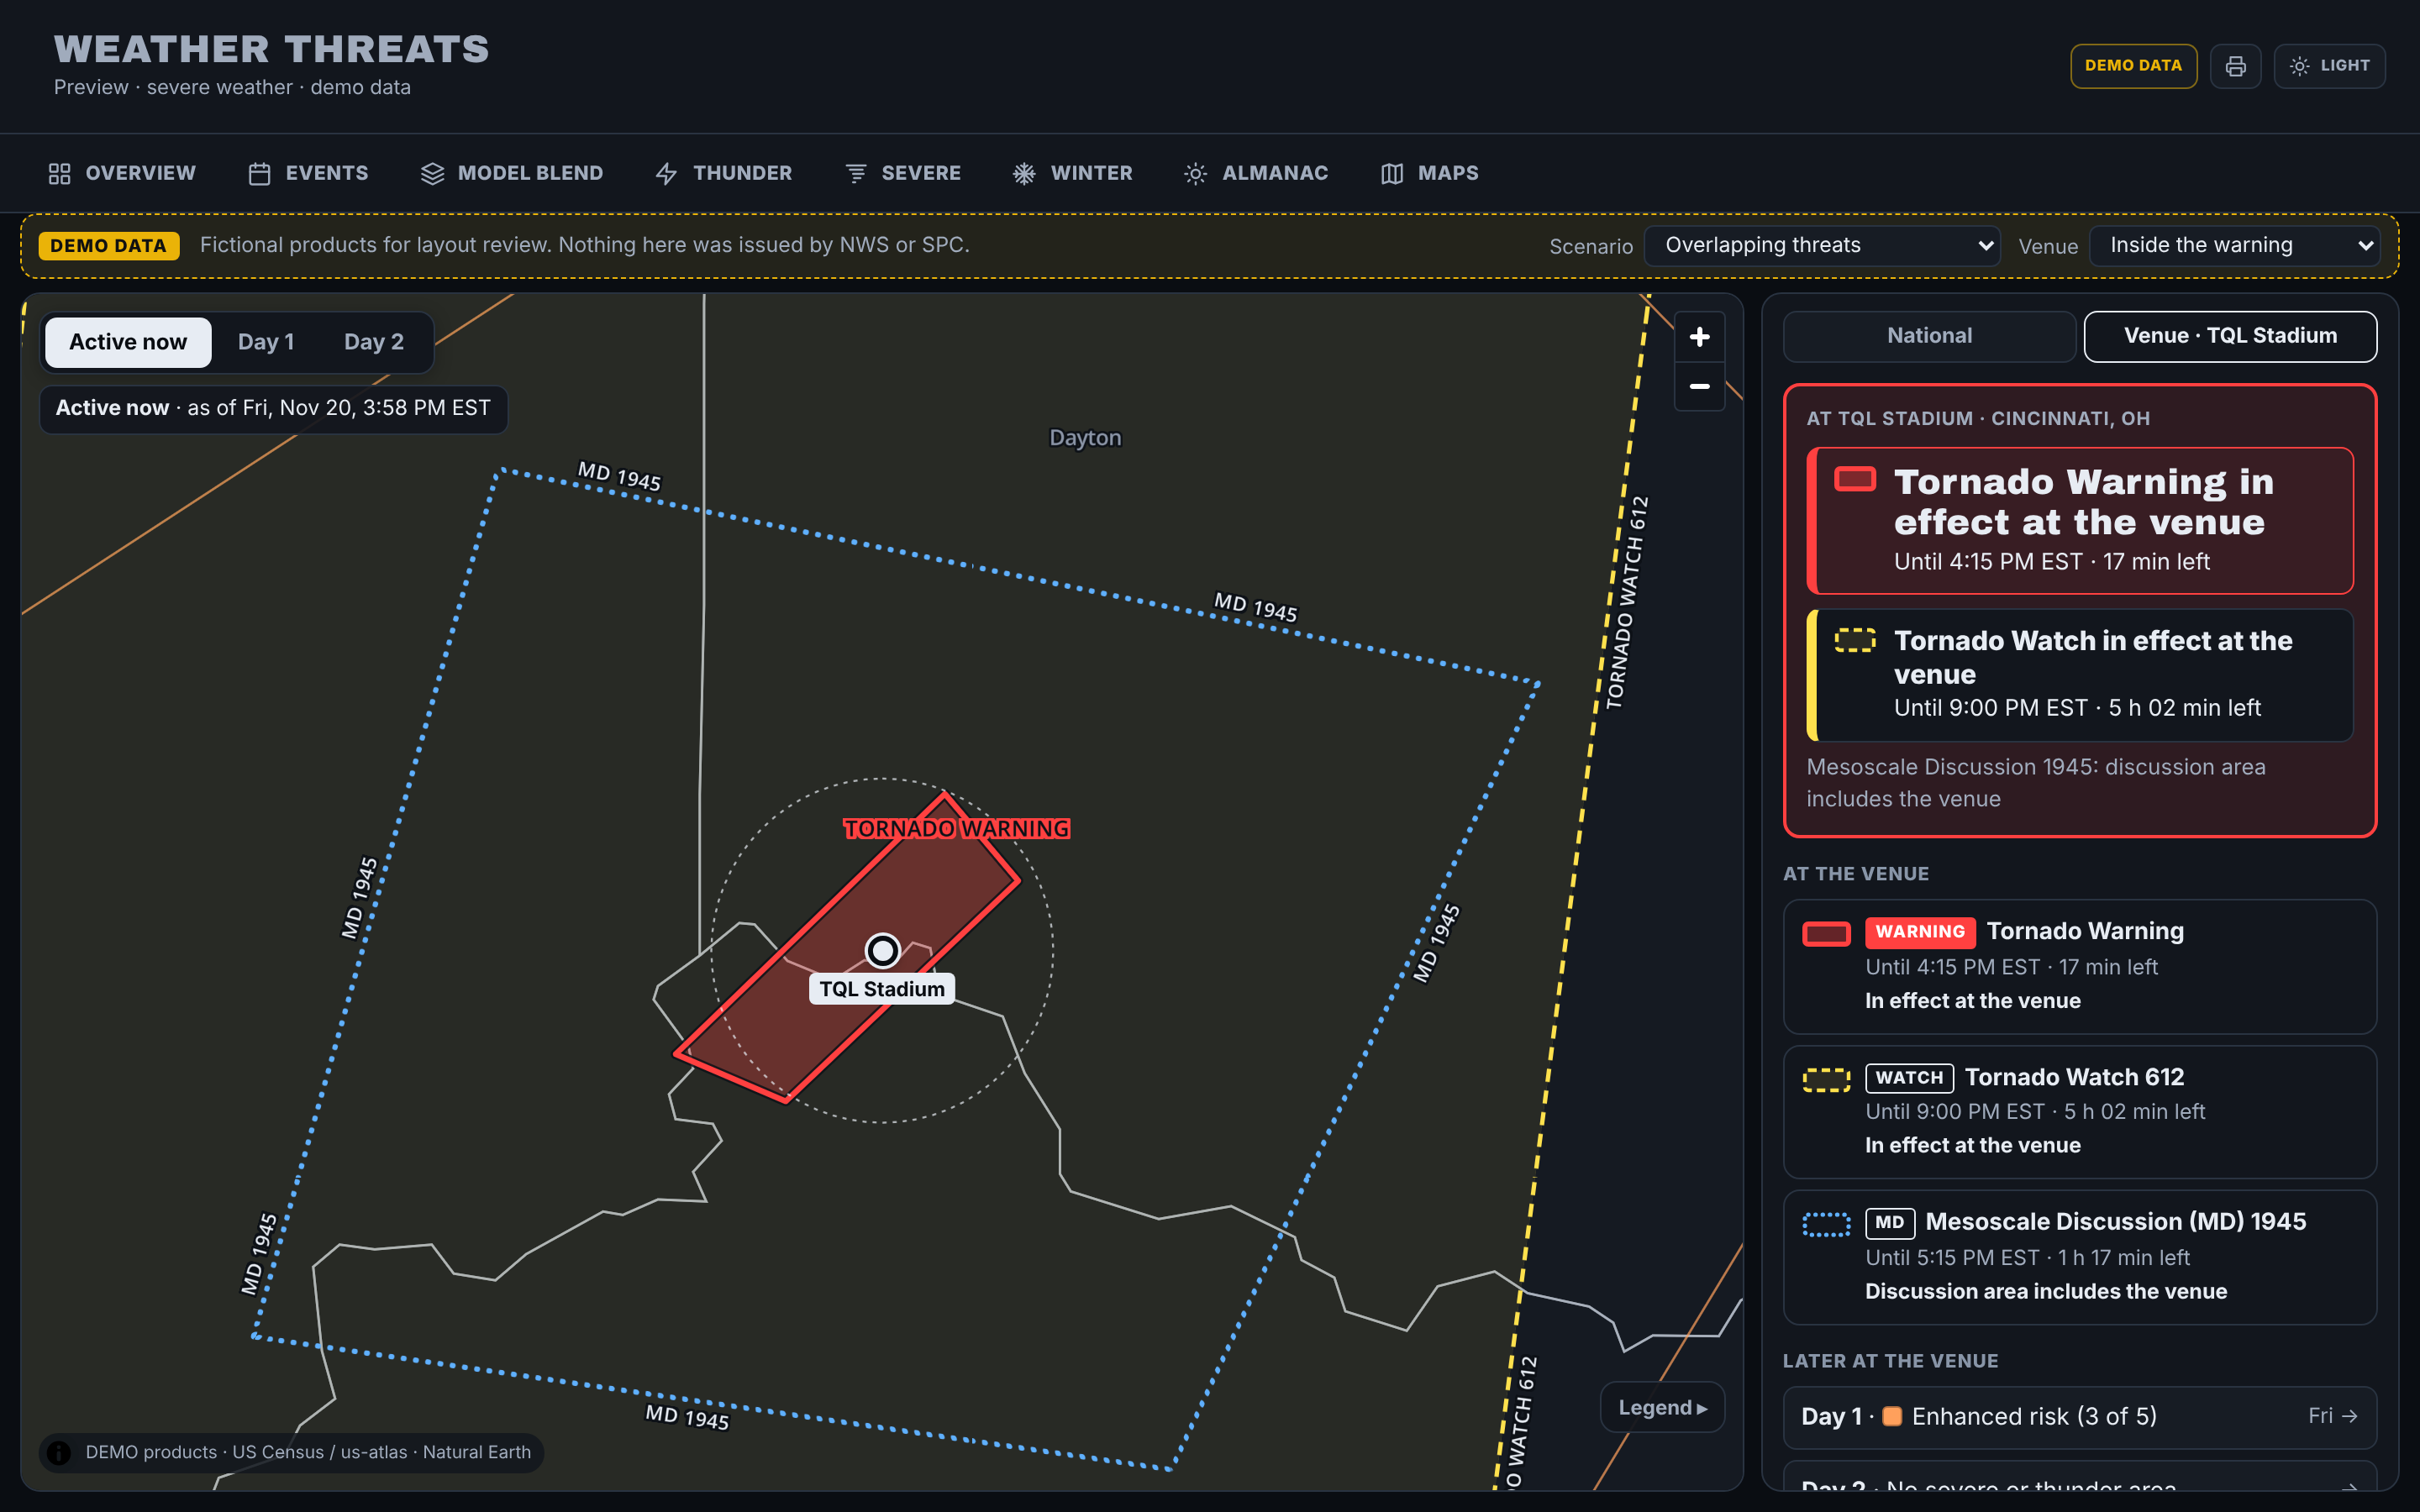 WEATHER THREATS
Preview · severe weather · demo data
DEMO DATA
LIGHT
OVERVIEW
EVENTS
MODEL BLEND
THUNDER
SEVERE
WINTER
ALMANAC
MAPS
DEMO DATA
Fictional products for layout review. Nothing here was issued by NWS or SPC.
Scenario
Overlapping threats
Venue
Inside the warning
Active now
Day 1
Day 2
Active now · as of Fri, Nov 20, 3:58 PM EST
+
−
Dayton
MD 1945
MD 1945
TORNADO WATCH 612
TORNADO WARNING
MD 1945
MD 1945
TQL Stadium
MD 1945
MD 1945
O WATCH 612
Legend ▸
DEMO products · US Census / us-atlas · Natural Earth
National
Venue · TQL Stadium
AT TQL STADIUM · CINCINNATI, OH
Tornado Warning in
effect at the venue
Until 4:15 PM EST · 17 min left
Tornado Watch in effect at the
venue
Until 9:00 PM EST · 5 h 02 min left
Mesoscale Discussion 1945: discussion area
includes the venue
AT THE VENUE
WARNING Tornado Warning
Until 4:15 PM EST · 17 min left
In effect at the venue
WATCH Tornado Watch 612
Until 9:00 PM EST · 5 h 02 min left
In effect at the venue
MD Mesoscale Discussion (MD) 1945
Until 5:15 PM EST · 1 h 17 min left
Discussion area includes the venue
LATER AT THE VENUE
Day 1 · Enhanced risk (3 of 5)
Fri →
Day 2 · No severe or thunder area
→